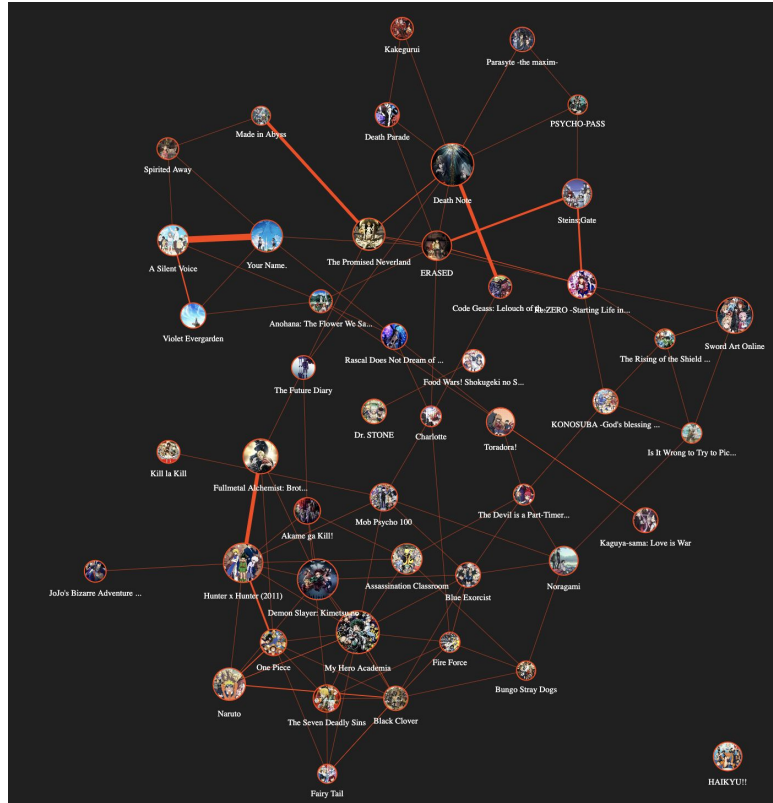 Kakegurui
Parasyte -the maxim-
Made in Abyss
Death Parade
PSYCHO-PASS
Spirited Away
Death Note
Steins;Gate
A Silent Voice
Your Name.
The Promised Neverland
ERASED
Code Geass: Lelouch of
Re:ZERO -Starting Life in...
Violet Evergarden
Anohana: The Flower We Sa...
Sword Art Online
Rascal Does Not Dream of ...
The Rising of the Shield ...
The Future Diary
Food Wars! Shokugeki no S...
Dr. STONE
Charlotte
Toradora!
KONOSUBA -God's blessing ...
Is It Wrong to Try to Pic...
Kill la Kill
Fullmetal Alchemist: Brot...
Mob Psycho 100
The Devil is a Part-Timer...
Akame ga Kill!
Kaguya-sama: Love is War
JoJo's Bizarre Adventure ...
Hunter x Hunter (2011)
Assassination Classroom
Blue Exorcist
Noragami
Demon Slayer: Kimetsu no
One Piece
My Hero Academia
Fire Force
Bungo Stray Dogs
Naruto
The Seven Deadly Sins
Black Clover
Fairy Tail
HAIKYU!!